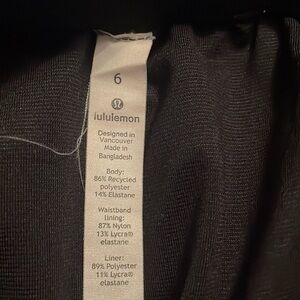 6
lululemon
Designed in
Vancouver
Made in
Bangladesh
Body:
86% Recycled
polyester
14% Elastane
Waistband
lining:
87% Nylon
13% Lycra®
elastane
Liner:
89% Polyester
11% Lycra®
elastane